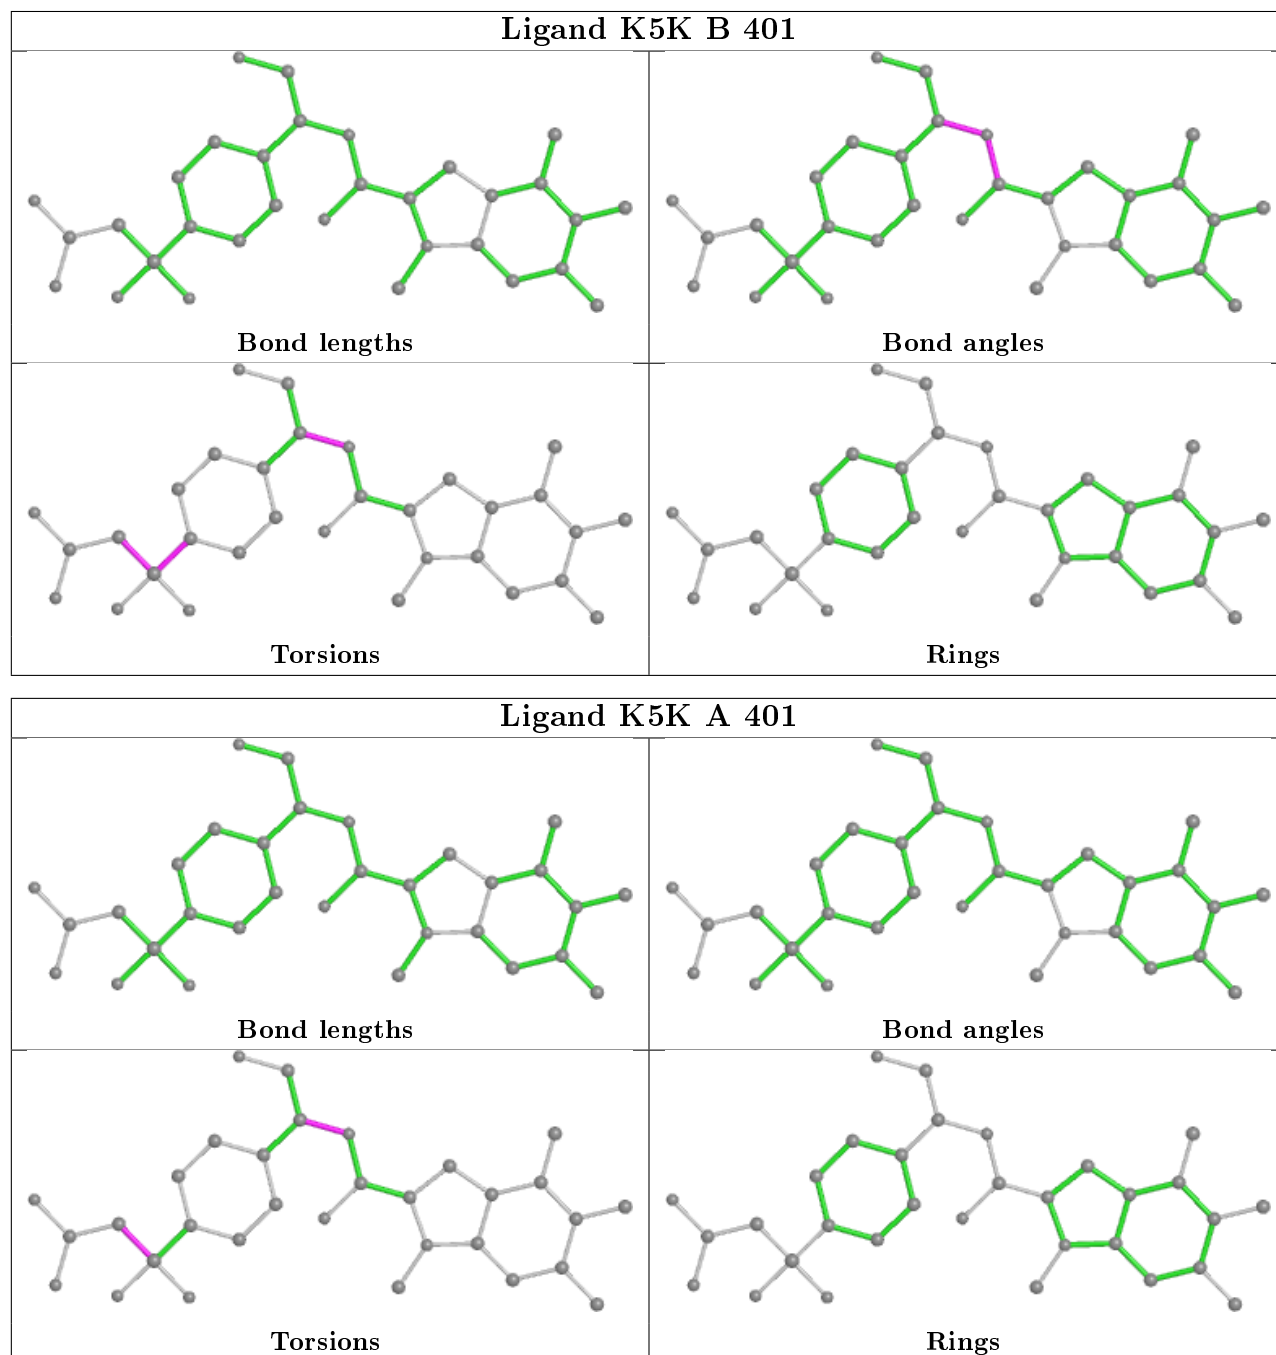 Ligand K5K B 401
Bond lengths
Bond angles
Torsions
Rings
Ligand K5K A 401
Bond lengths
Bond angles
Torsions
Rings